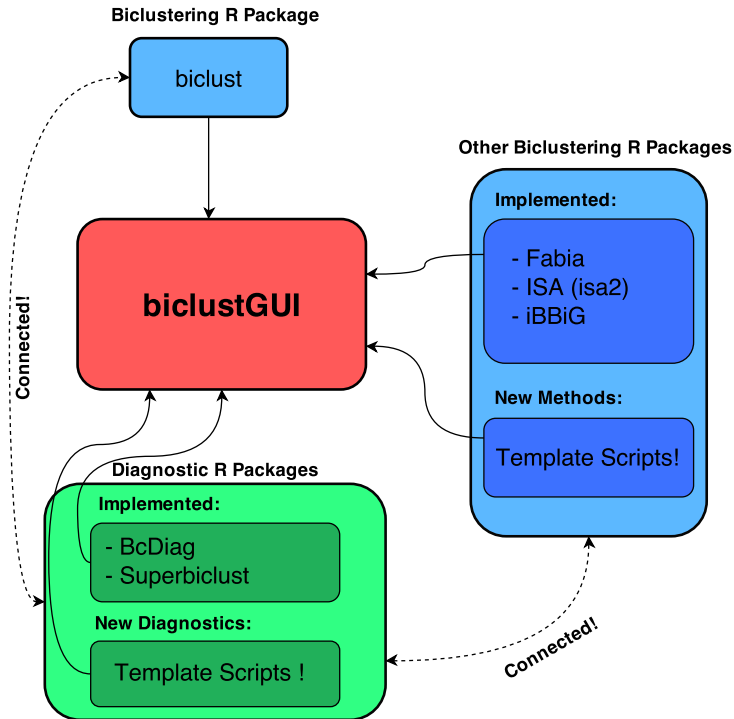 Biclustering R Package
biclust
Other Biclustering R Packages
Implemented:
- Fabia
- ISA (isa2)
- iBBiG
biclustGUI
Connected!
New Methods:
Template Scripts!
Diagnostic R Packages
Implemented:
- BcDiag
- Superbiclust
New Diagnostics:
Template Scripts !
Connected!